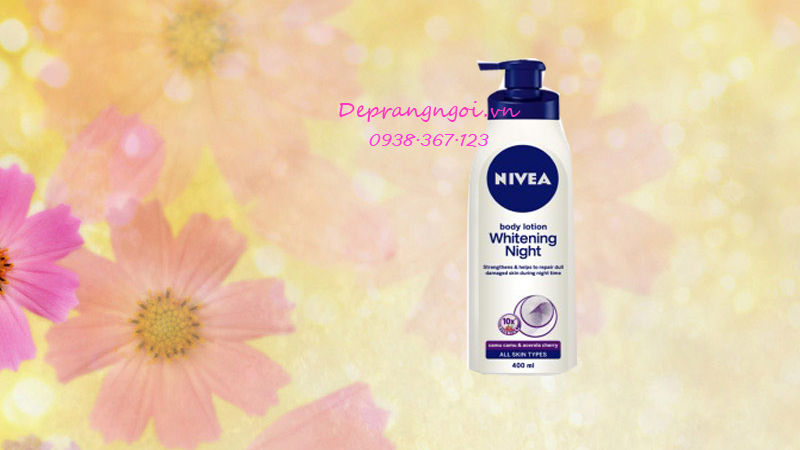 Deprangngoi.vn
0938·367·123
NIVEA
body lotion
Whitening
Night
Strengthens & helps to repair dull
damaged skin during night time
10x
camu camu & acerola cherry
ALL SKIN TYPES
400 ml